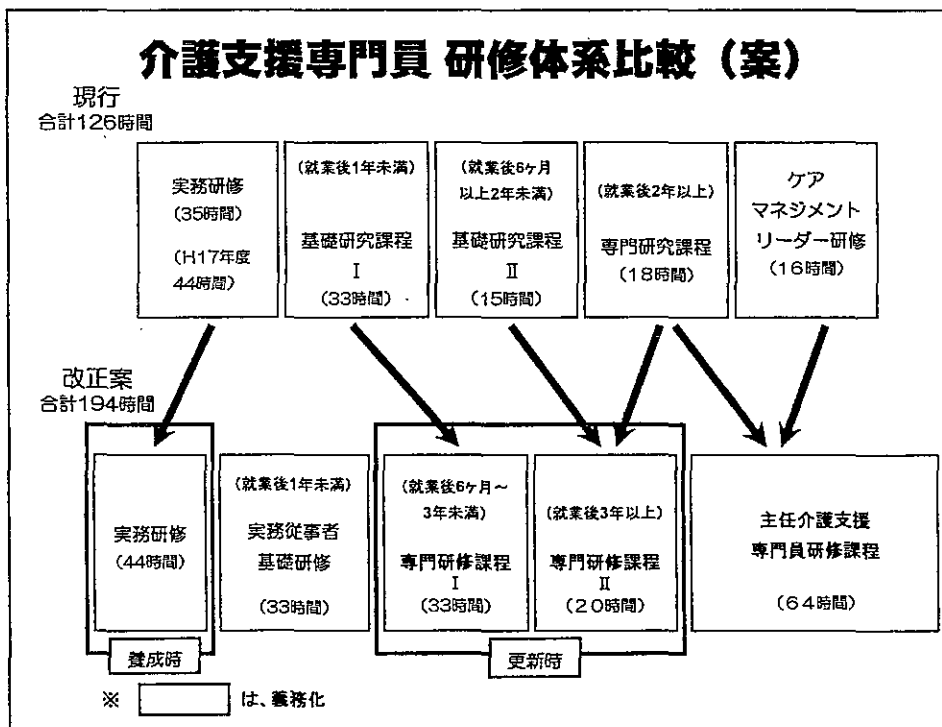 介護支援専門員 研修体系比較（案）
現行
合計126時間
実務研修
（35時間）
（H17年度
44時間）
（就業後1年未満）
基礎研究課程
Ⅰ
（33時間）
（就業後6ヶ月
以上2年未満）
基礎研究課程
Ⅱ
（15時間）
（就業後2年以上）
専門研究課程
（18時間）
ケア
マネジメント
リーダー研修
（16時間）
改正案
合計194時間
実務研修
（44時間）
（就業後1年未満）
実務従事者
基礎研修
（33時間）
（就業後6ヶ月～
3年未満）
専門研修課程
Ⅰ
（33時間）
（就業後3年以上）
専門研修課程
Ⅱ
（20時間）
主任介護支援
専門員研修課程
（64時間）
養成時
更新時
※ は、義務化